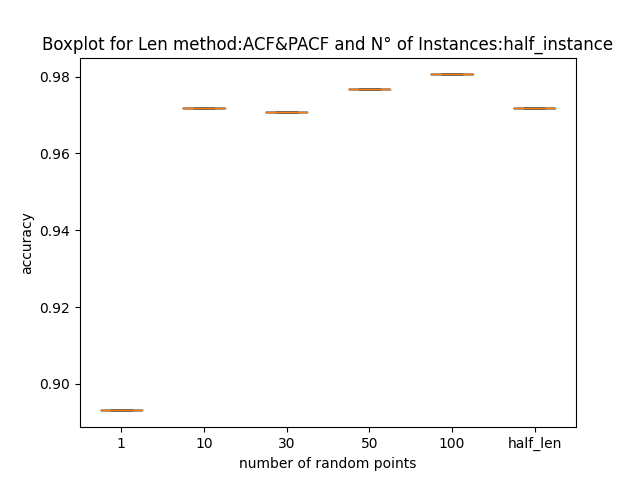 Boxplot for Len method:ACF&PACF and N° of Instances:half_instance
0.98
0.96
0.94
0.92
0.90
accuracy
1 10 30 50 100 half_len
number of random points